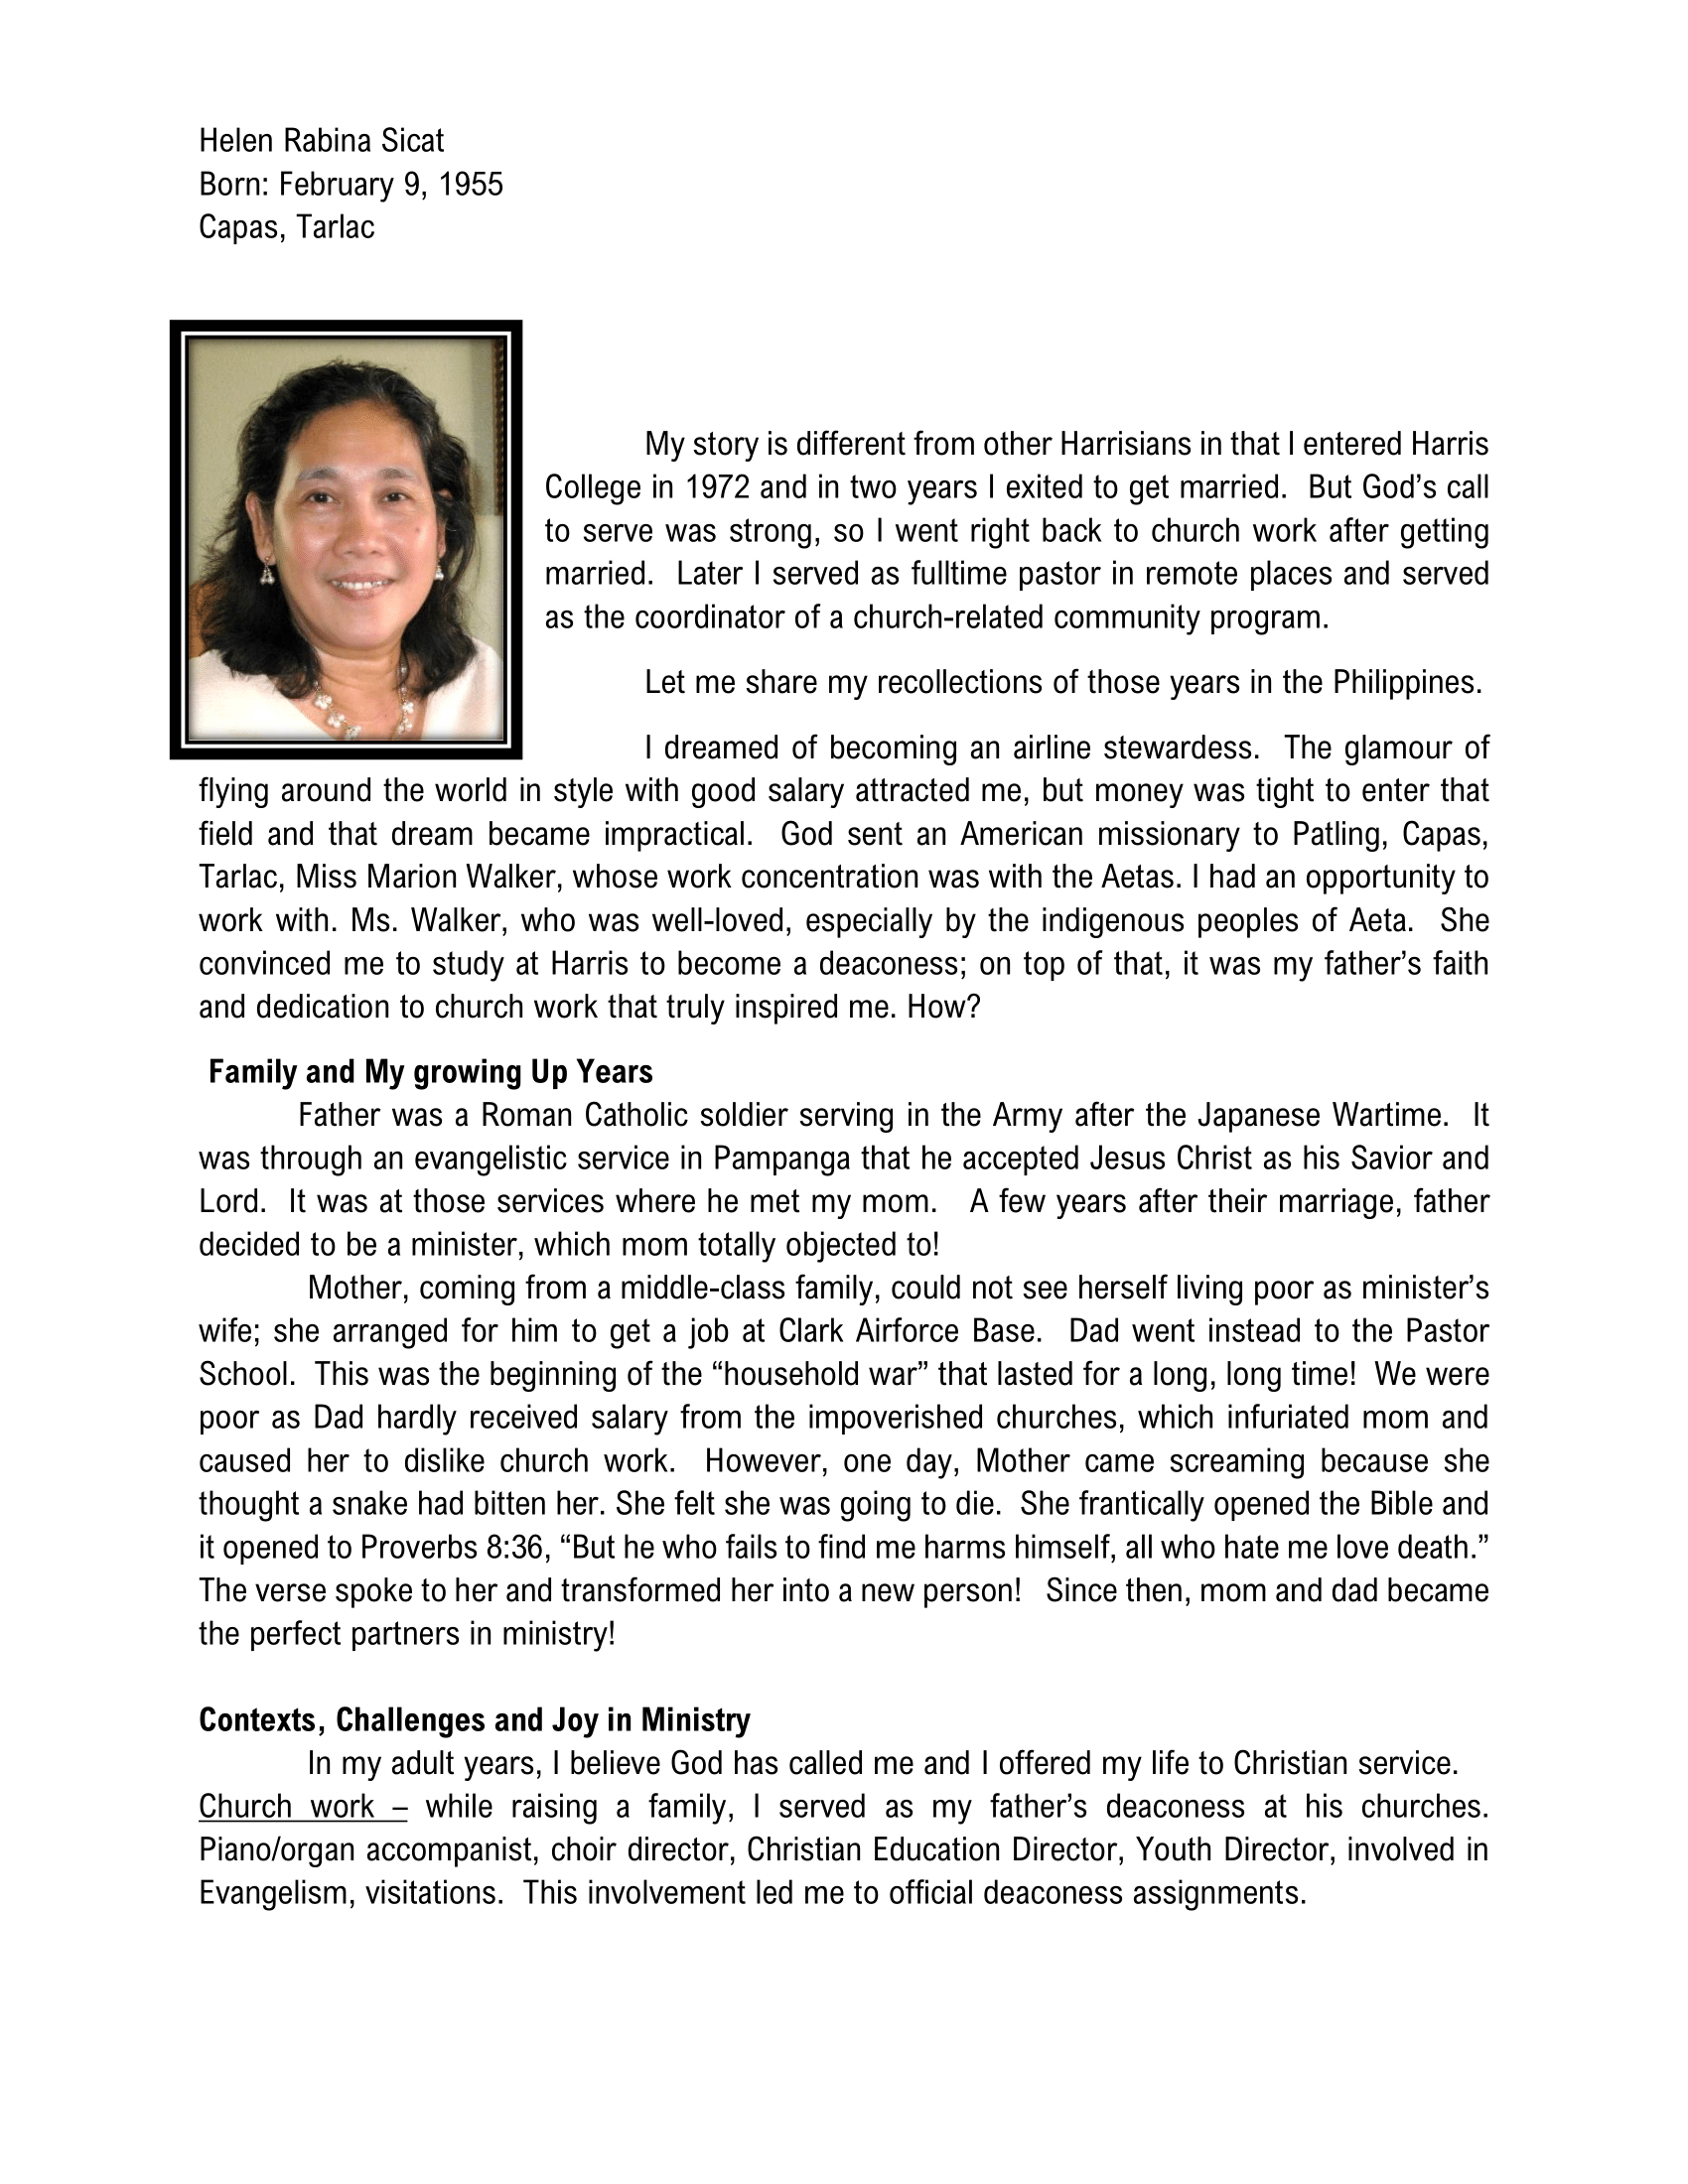 Helen Rabina Sicat
Born: February 9, 1955
Capas, Tarlac
My story is different from other Harrisians in that I entered Harris
College in 1972 and in two years I exited to get married. But God’s call
to serve was strong, so I went right back to church work after getting
married. Later I served as fulltime pastor in remote places and served
as the coordinator of a church-related community program.
Let me share my recollections of those years in the Philippines.
I dreamed of becoming an airline stewardess. The glamour of
flying around the world in style with good salary attracted me, but money was tight to enter that
field and that dream became impractical. God sent an American missionary to Patling, Capas,
Tarlac, Miss Marion Walker, whose work concentration was with the Aetas. I had an opportunity to
work with. Ms. Walker, who was well-loved, especially by the indigenous peoples of Aeta. She
convinced me to study at Harris to become a deaconess; on top of that, it was my father’s faith
and dedication to church work that truly inspired me. How?
Family and My growing Up Years
Father was a Roman Catholic soldier serving in the Army after the Japanese Wartime. It
was through an evangelistic service in Pampanga that he accepted Jesus Christ as his Savior and
Lord. It was at those services where he met my mom. A few years after their marriage, father
decided to be a minister, which mom totally objected to!
Mother, coming from a middle-class family, could not see herself living poor as minister’s
wife; she arranged for him to get a job at Clark Airforce Base. Dad went instead to the Pastor
School. This was the beginning of the “household war” that lasted for a long, long time! We were
poor as Dad hardly received salary from the impoverished churches, which infuriated mom and
caused her to dislike church work. However, one day, Mother came screaming because she
thought a snake had bitten her. She felt she was going to die. She frantically opened the Bible and
it opened to Proverbs 8:36, “But he who fails to find me harms himself, all who hate me love death.”
The verse spoke to her and transformed her into a new person! Since then, mom and dad became
the perfect partners in ministry!
Contexts, Challenges and Joy in Ministry
In my adult years, I believe God has called me and I offered my life to Christian service.
Church work – while raising a family, I served as my father’s deaconess at his churches.
Piano/organ accompanist, choir director, Christian Education Director, Youth Director, involved in
Evangelism, visitations. This involvement led me to official deaconess assignments.